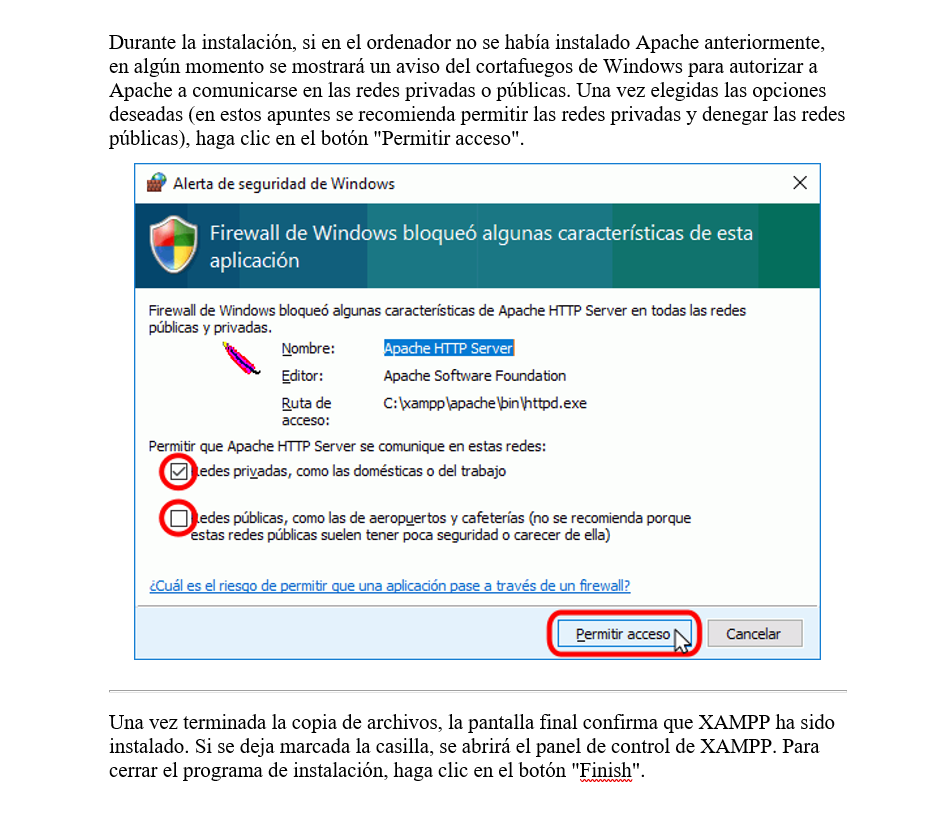 Durante la instalación, si en el ordenador no se había instalado Apache anteriormente,
en algún momento se mostrará un aviso del cortafuegos de Windows para autorizar a
Apache a comunicarse en las redes privadas o públicas. Una vez elegidas las opciones
deseadas (en estos apuntes se recomienda permitir las redes privadas y denegar las redes
públicas), haga clic en el botón "Permitir acceso".
Alerta de seguridad de Windows
Firewall de Windows bloqueó algunas características de esta
aplicación
Firewall de Windows bloqueó algunas características de Apache HTTP Server en todas las redes
públicas y privadas.
Nombre: Apache HTTP Server
Editor: Apache Software Foundation
Ruta de C:\xampp\apache\bin\httpd.exe
acceso:
Permitir que Apache HTTP Server se comunique en estas redes:
Redes privadas, como las domésticas o del trabajo
Redes públicas, como las de aeropuertos y cafeterías (no se recomienda porque
estas redes públicas suelen tener poca seguridad o carecer de ella)
¿Cuál es el riesgo de permitir que una aplicación pase a través de un firewall?
Permitir acceso Cancelar
Una vez terminada la copia de archivos, la pantalla final confirma que XAMPP ha sido
instalado. Si se deja marcada la casilla, se abrirá el panel de control de XAMPP. Para
cerrar el programa de instalación, haga clic en el botón "Finish".